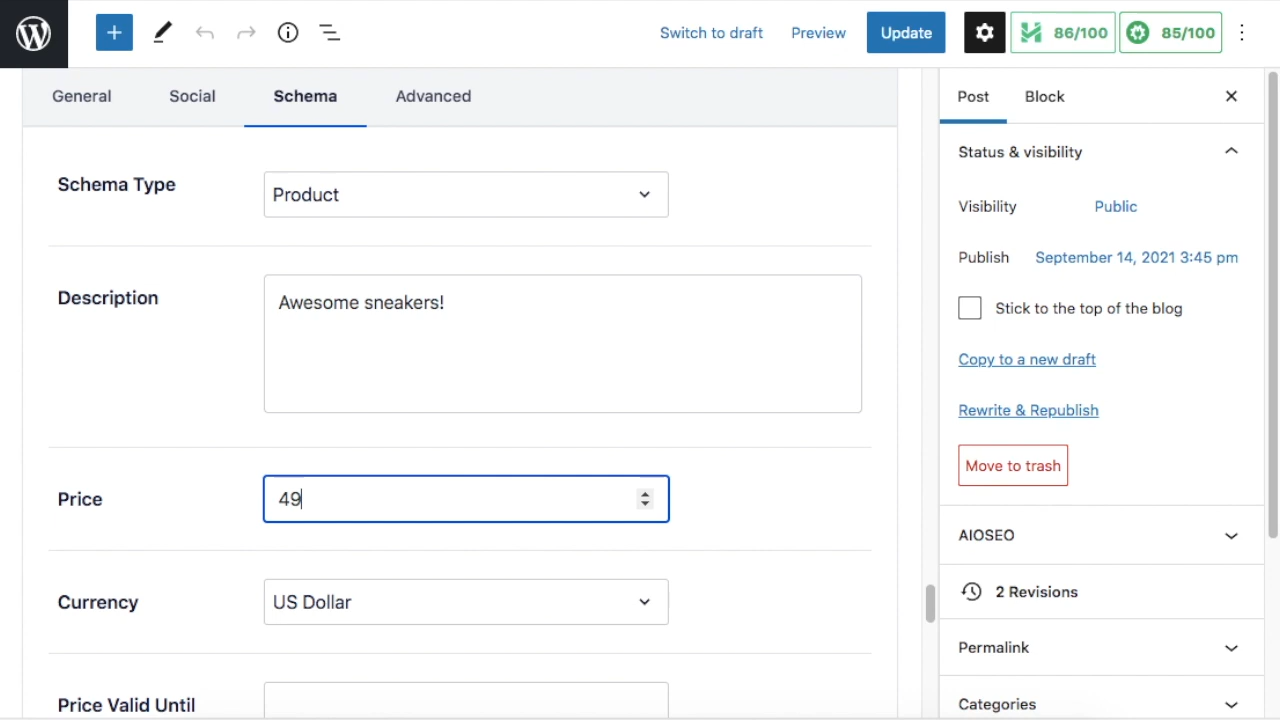 Switch to draft Preview Update 86/100 85/100
General Social Schema Advanced
Schema Type Product
Description Awesome sneakers!
Price 49
Currency US Dollar
Price Valid Until
Post Block
Status & visibility
Visibility Public
Publish September 14, 2021 3:45 pm
Stick to the top of the blog
Copy to a new draft
Rewrite & Republish
Move to trash
AIOSEO
2 Revisions
Permalink
Categories